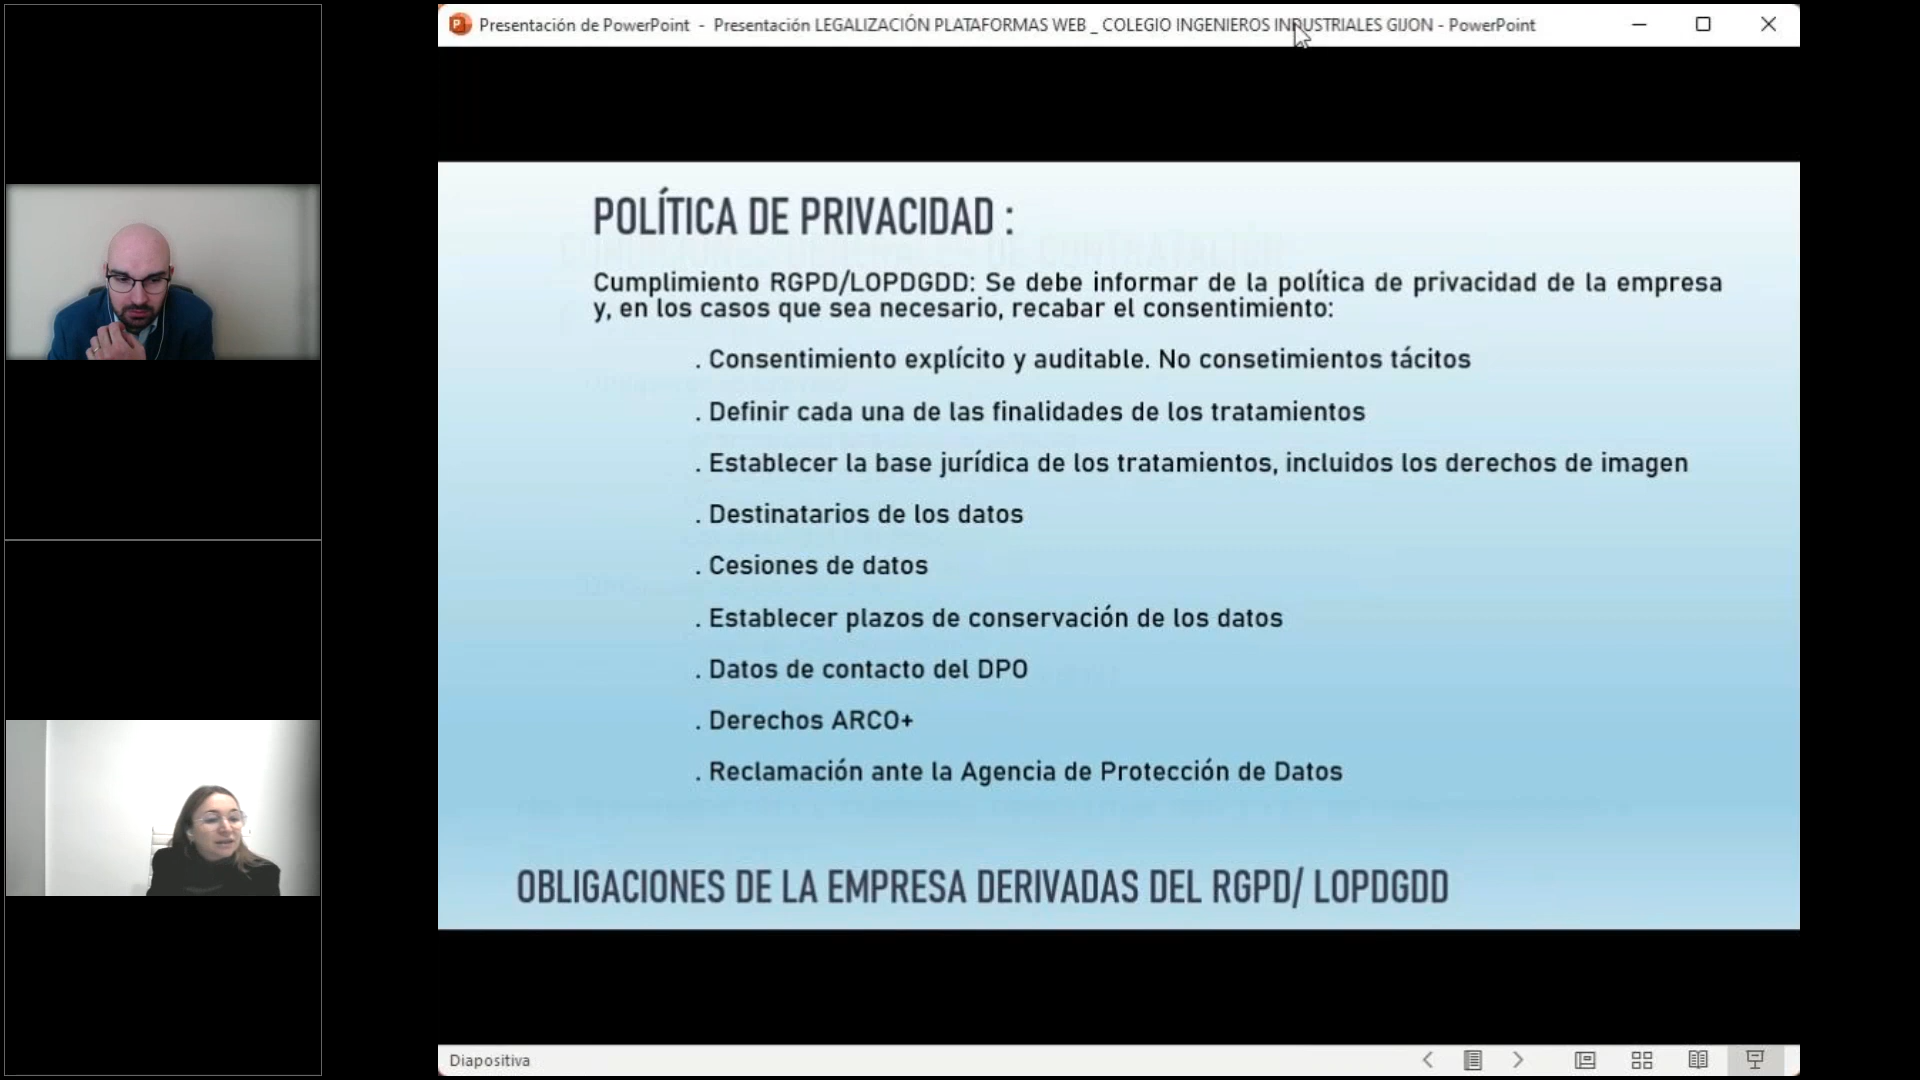 Presentación de PowerPoint - Presentación LEGALIZACIÓN PLATAFORMAS WEB _ COLEGIO INGENIEROS INDUSTRIALES GIJON - PowerPoint
POLÍTICA DE PRIVACIDAD :
Cumplimiento RGPD/LOPDGDD: Se debe informar de la política de privacidad de la empresa
y, en los casos que sea necesario, recabar el consentimiento:
. Consentimiento explícito y auditable. No consetimientos tácitos
. Definir cada una de las finalidades de los tratamientos
. Establecer la base jurídica de los tratamientos, incluidos los derechos de imagen
. Destinatarios de los datos
. Cesiones de datos
. Establecer plazos de conservación de los datos
. Datos de contacto del DPO
. Derechos ARCO+
. Reclamación ante la Agencia de Protección de Datos
OBLIGACIONES DE LA EMPRESA DERIVADAS DEL RGPD/ LOPDGDD
Diapositiva